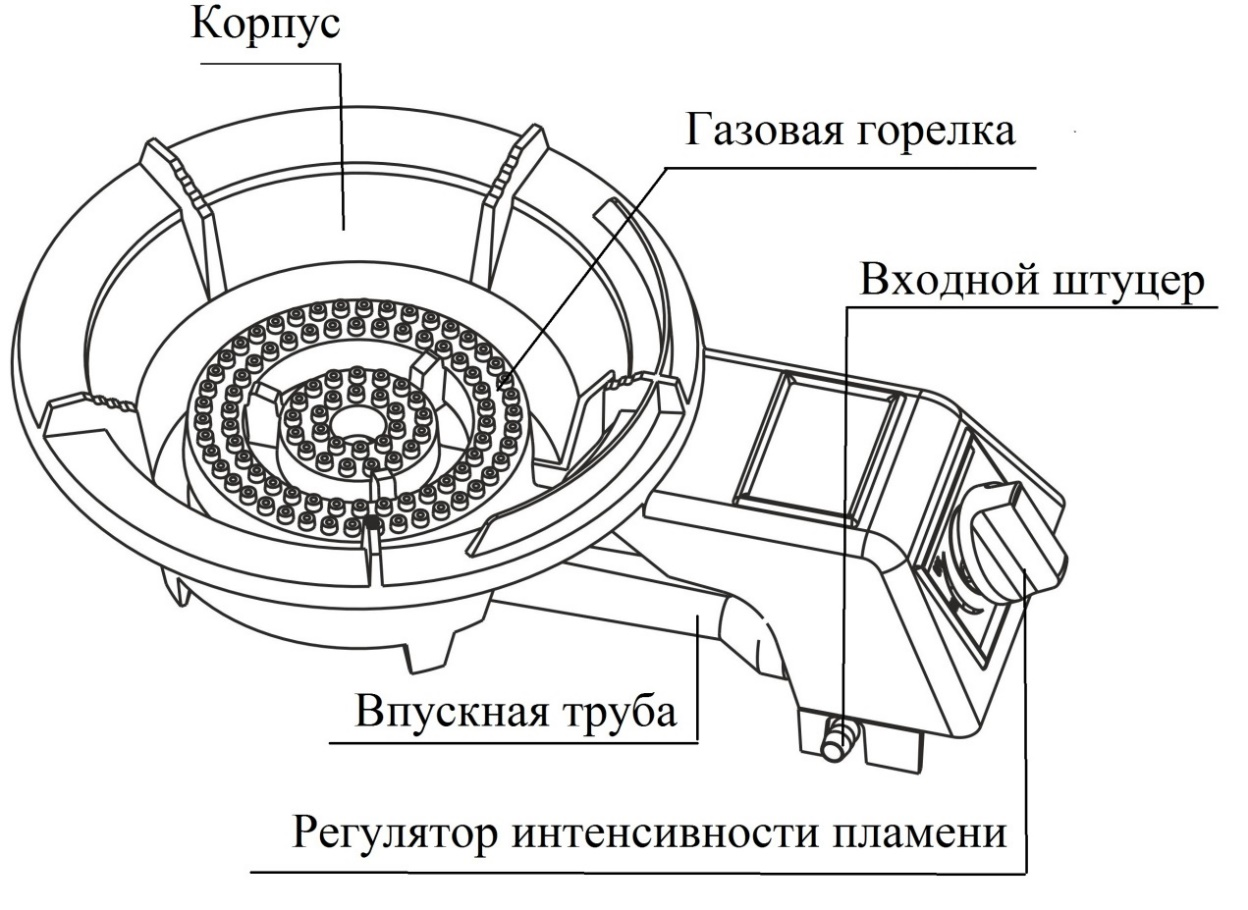 Корпус
Газовая горелка
Входной штуцер
Впускная труба
Регулятор интенсивности пламени